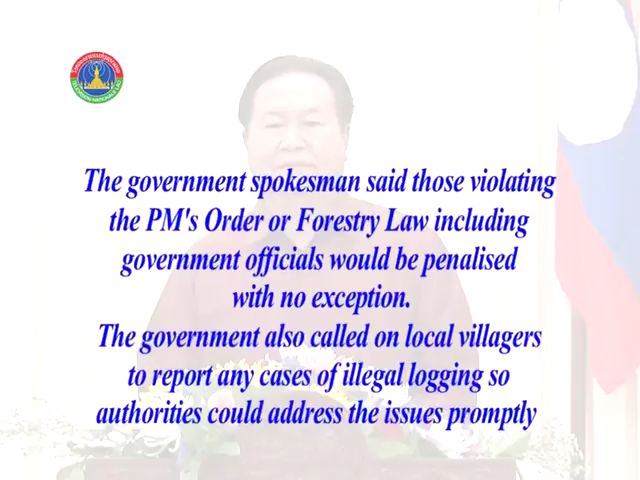 The government spokesman said those violating
the PM's Order or Forestry Law including
government officials would be penalised
with no exception.
The government also called on local villagers
to report any cases of illegal logging so
authorities could address the issues promptly